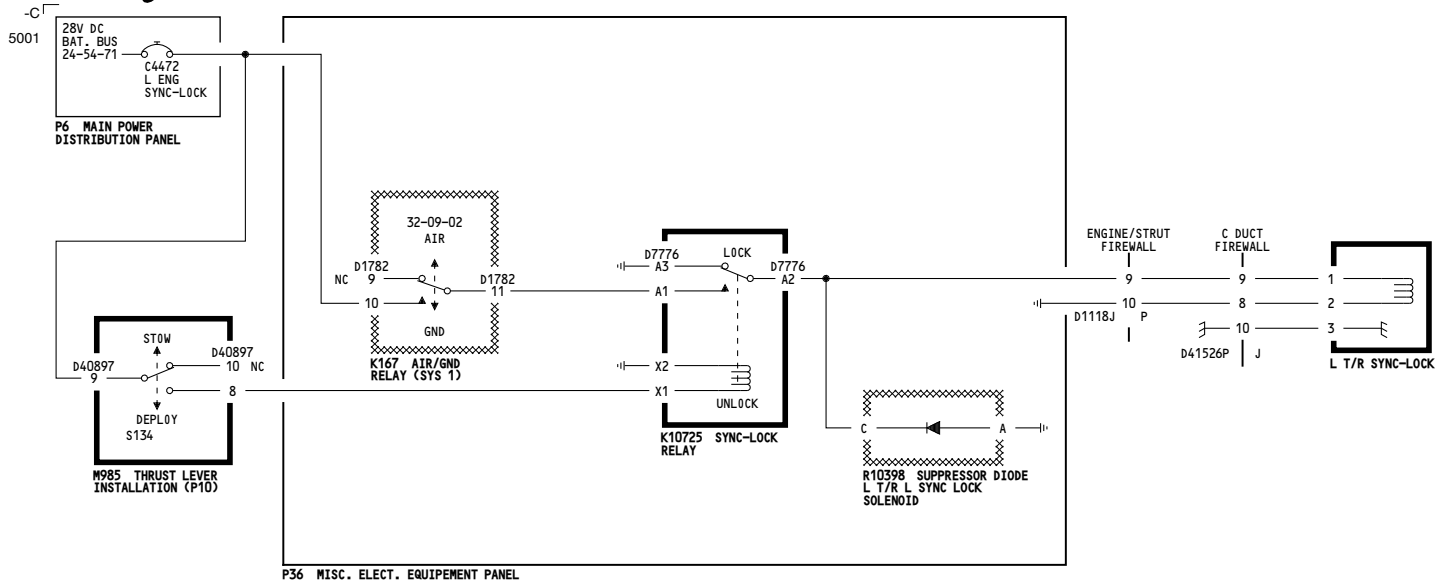 -C
5001
28V DC
BAT. BUS
24-54-71
C4472
L ENG
SYNC-LOCK
P6 MAIN POWER
DISTRIBUTION PANEL
32-09-02
AIR
NC
D1782
9
10
D1782
11
GND
K167 AIR/GND
RELAY (SYS 1)
D7776
A3
A1
LOCK
D7776
A2
X2
X1
UNLOCK
K10725 SYNC-LOCK
RELAY
STOW
D40897
9
D40897
10 NC
8
DEPLOY
S134
M985 THRUST LEVER
INSTALLATION (P10)
C
A
R10398 SUPPRESSOR DIODE
L T/R L SYNC LOCK
SOLENOID
ENGINE/STRUT
FIREWALL
9
10
D1118J P
C DUCT
FIREWALL
9
8
10
D41526P J
1
2
3
L T/R SYNC-LOCK
P36 MISC. ELECT. EQUIPEMENT PANEL